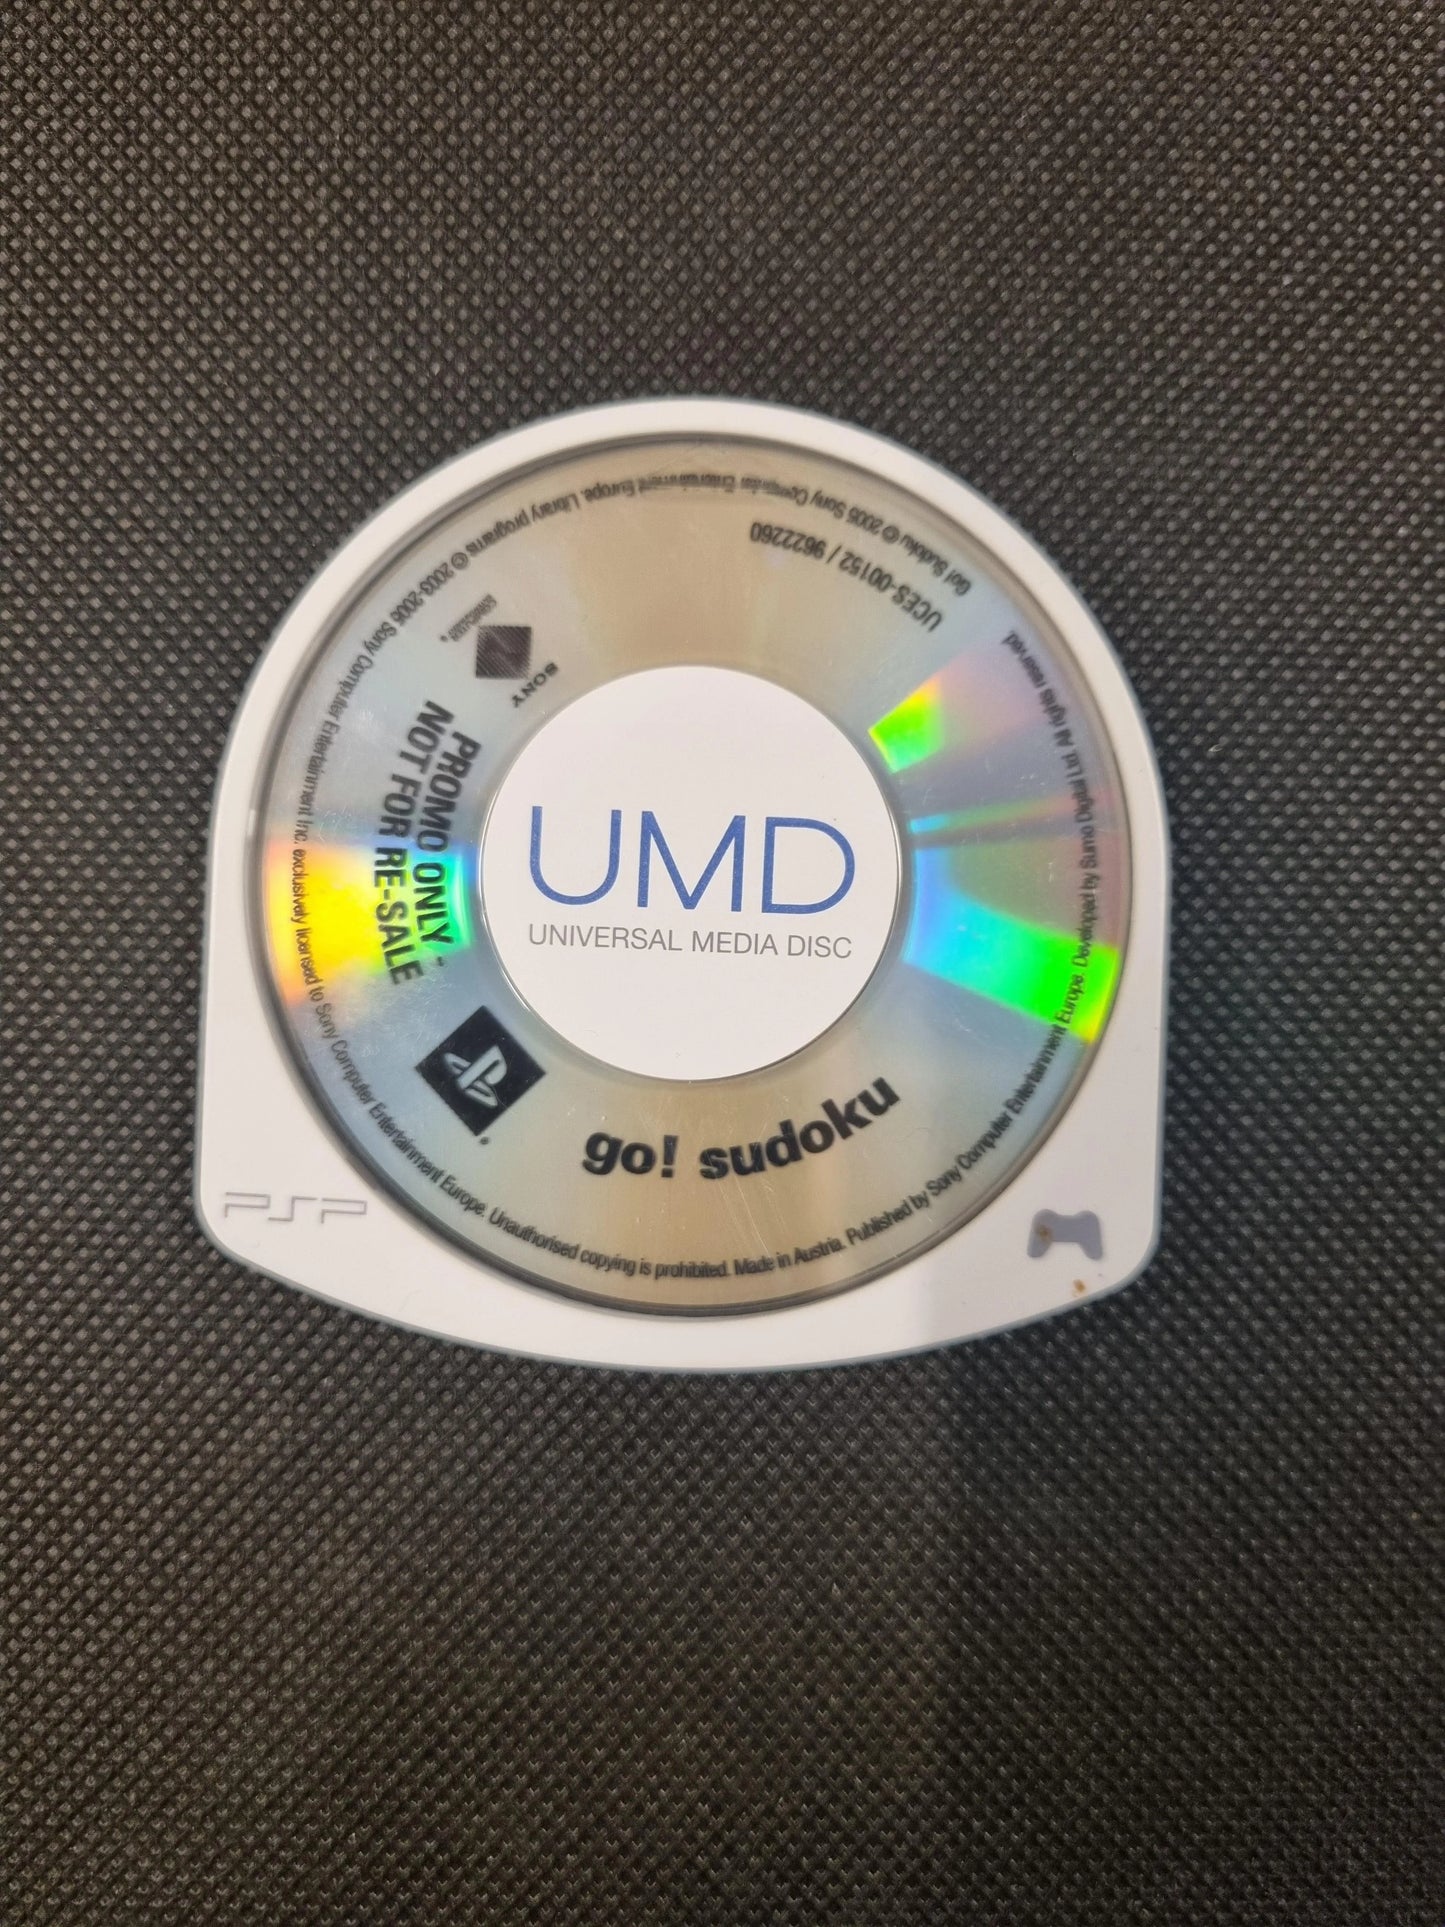 UMD
UNIVERSAL MEDIA DISC
go! sudoku
PROMO ONLY -
NOT FOR RE-SALE
SONY
UCES-00152 / 9622260
Go! Sudoku © 2005 Sony Computer Entertainment Europe. Library programs © 2003-2005 Sony Computer Entertainment Inc. exclusively licensed to Sony Computer Entertainment Europe. Unauthorised copying is prohibited. Made in Austria. Published by Sony Computer Entertainment Europe. Developed by Sumo Digital Ltd. All rights reserved
PSP